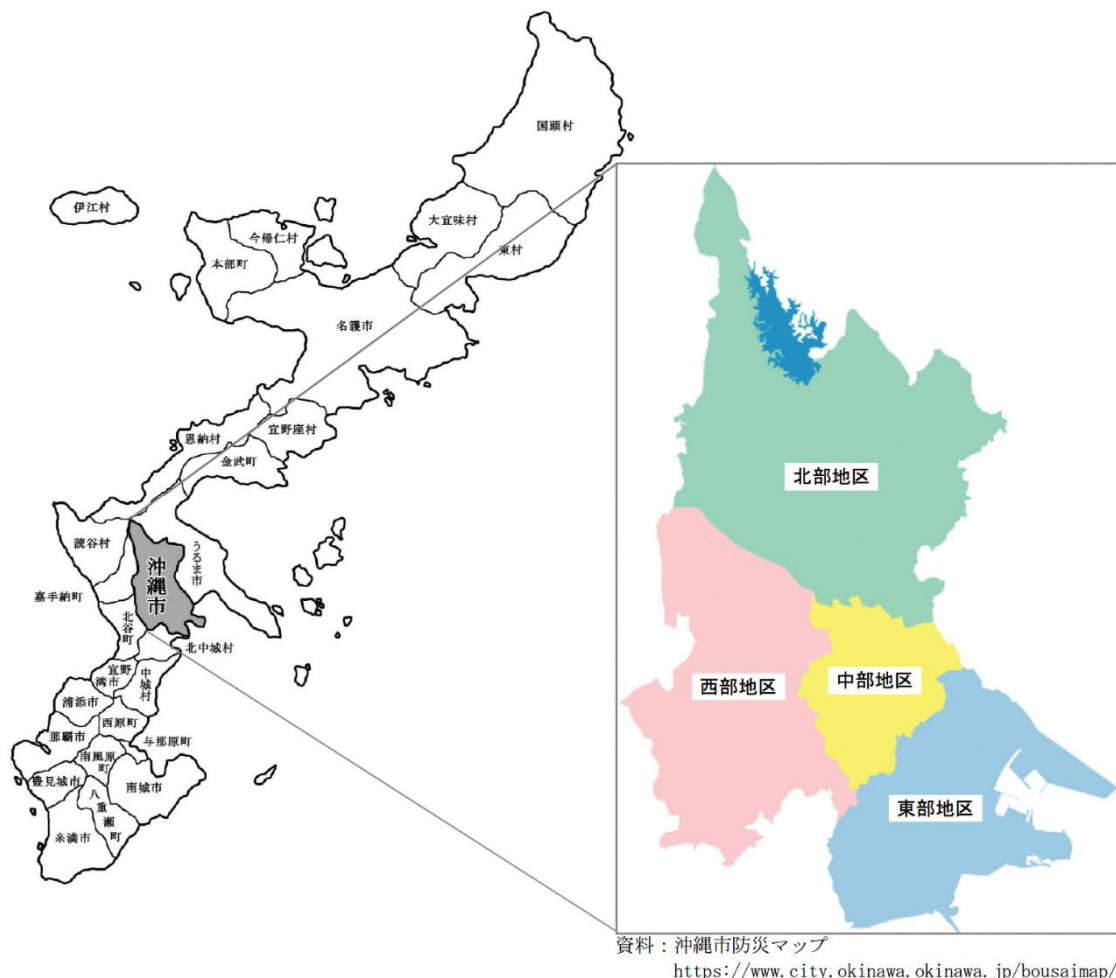 国頭村
大宜味村
東村
伊江村
今帰仁村
本部町
名護市
恩納村
宜野座村
金武町
読谷村
沖縄市
うるま市
嘉手納町
北谷町
北中城村
宜野
湾市
中城村
浦添市
西原町
那覇市
与那原町
南風原
町
豊見城市
南城市
八重瀬町
糸満市
北部地区
西部地区
中部地区
東部地区
資料：沖縄市防災マップ
https://www.city.okinawa.okinawa.jp/bousaimap/